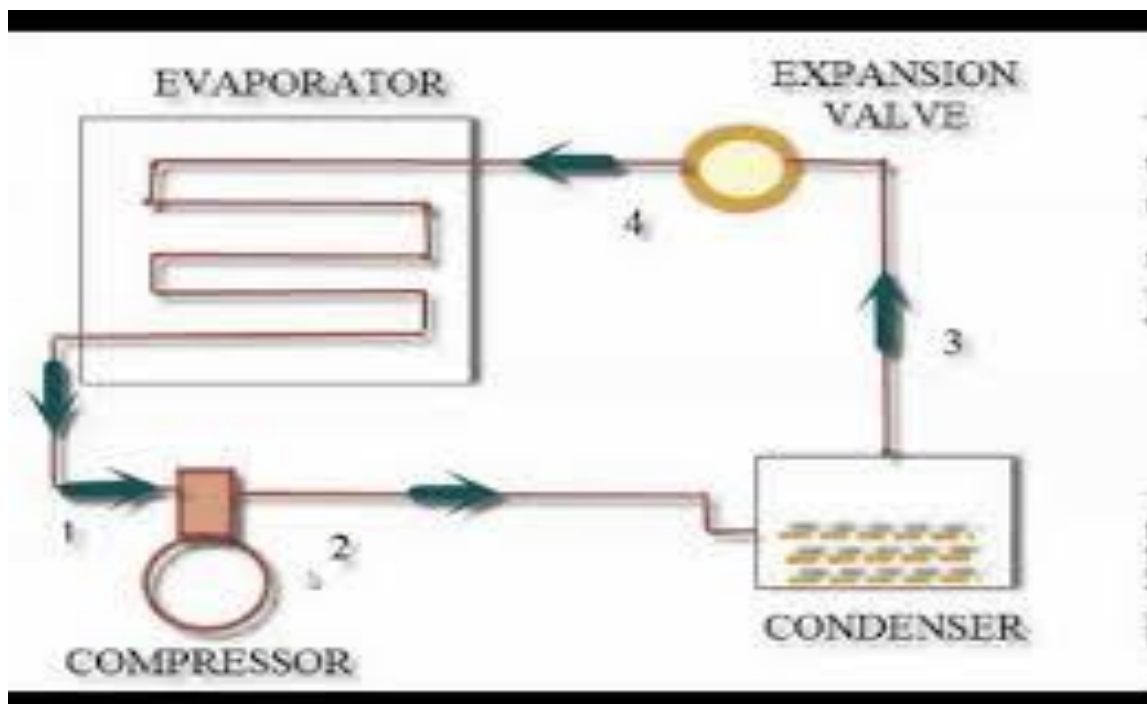 EVAPORATOR
EXPANSION
VALVE
4
3
1
2
CONDENSER
COMPRESSOR